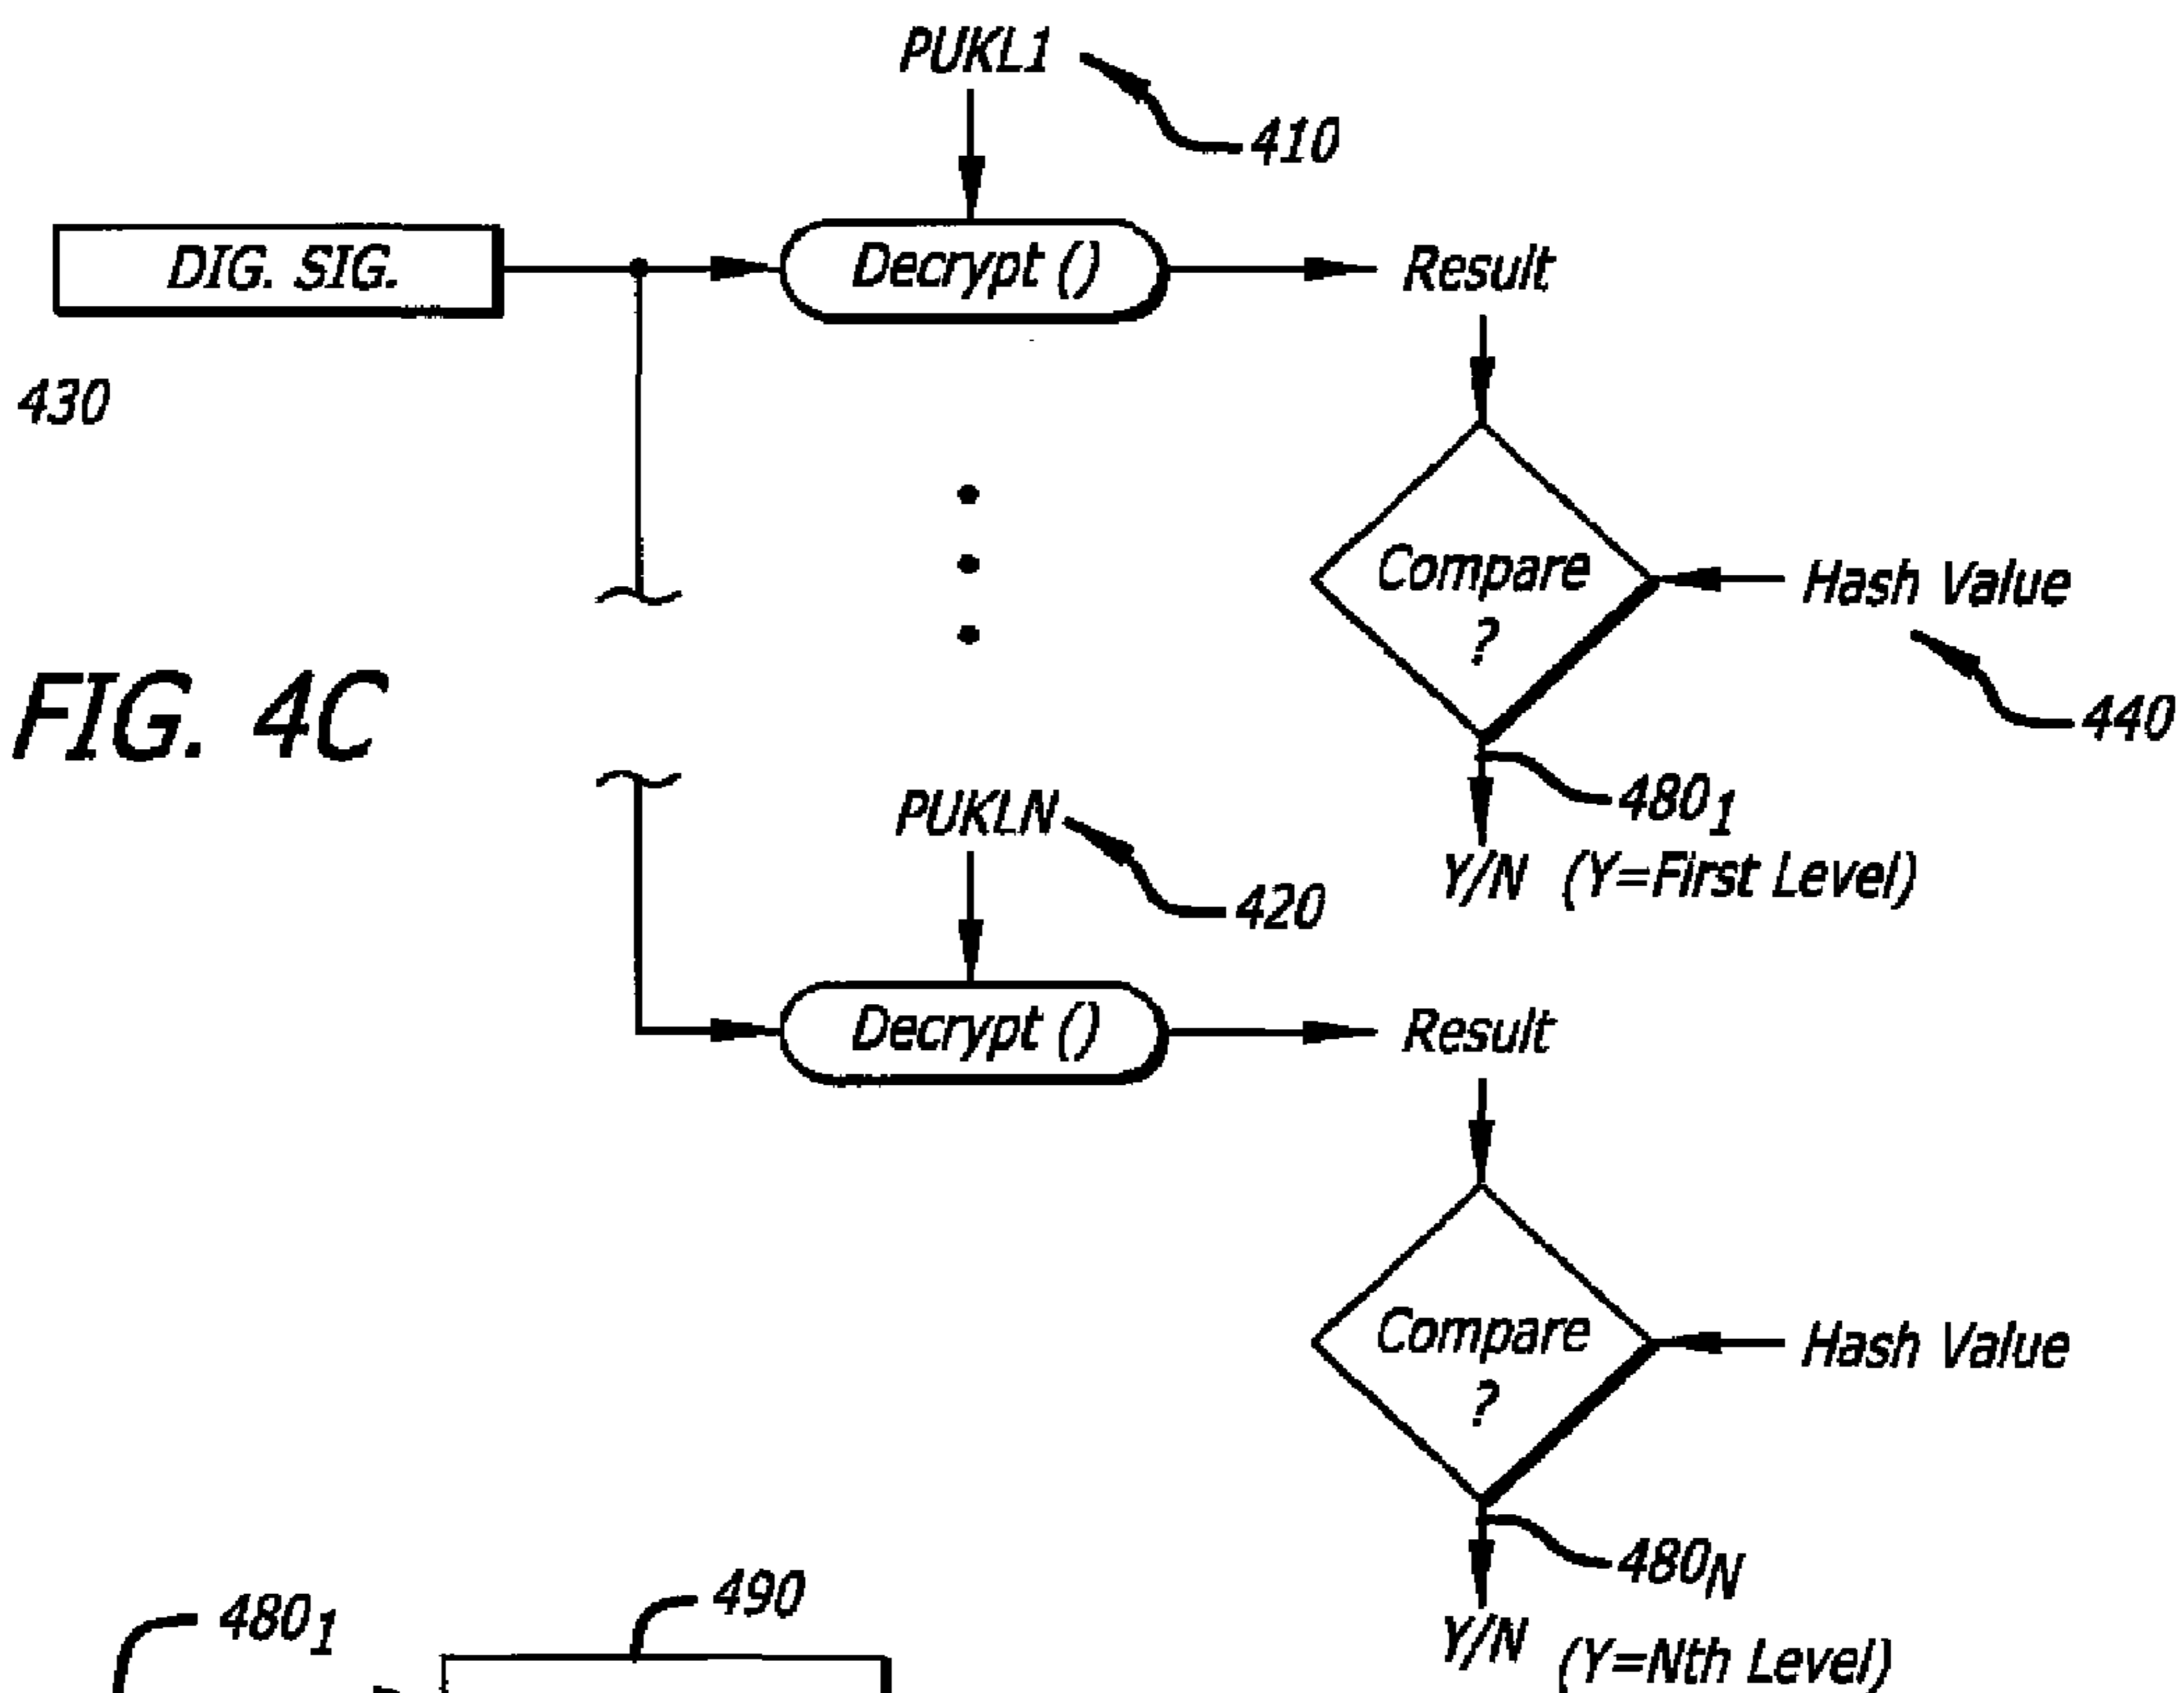 PUKL1
410
DIG. SIG.
Decrypt ()
Result
430
Compare
?
Hash Value
440
FIG. 4C
480₁
Y/N (Y=First Level)
PUKLN
420
Decrypt ()
Result
Compare
?
Hash Value
480N
Y/N (Y=Nth Level)
480₁
490